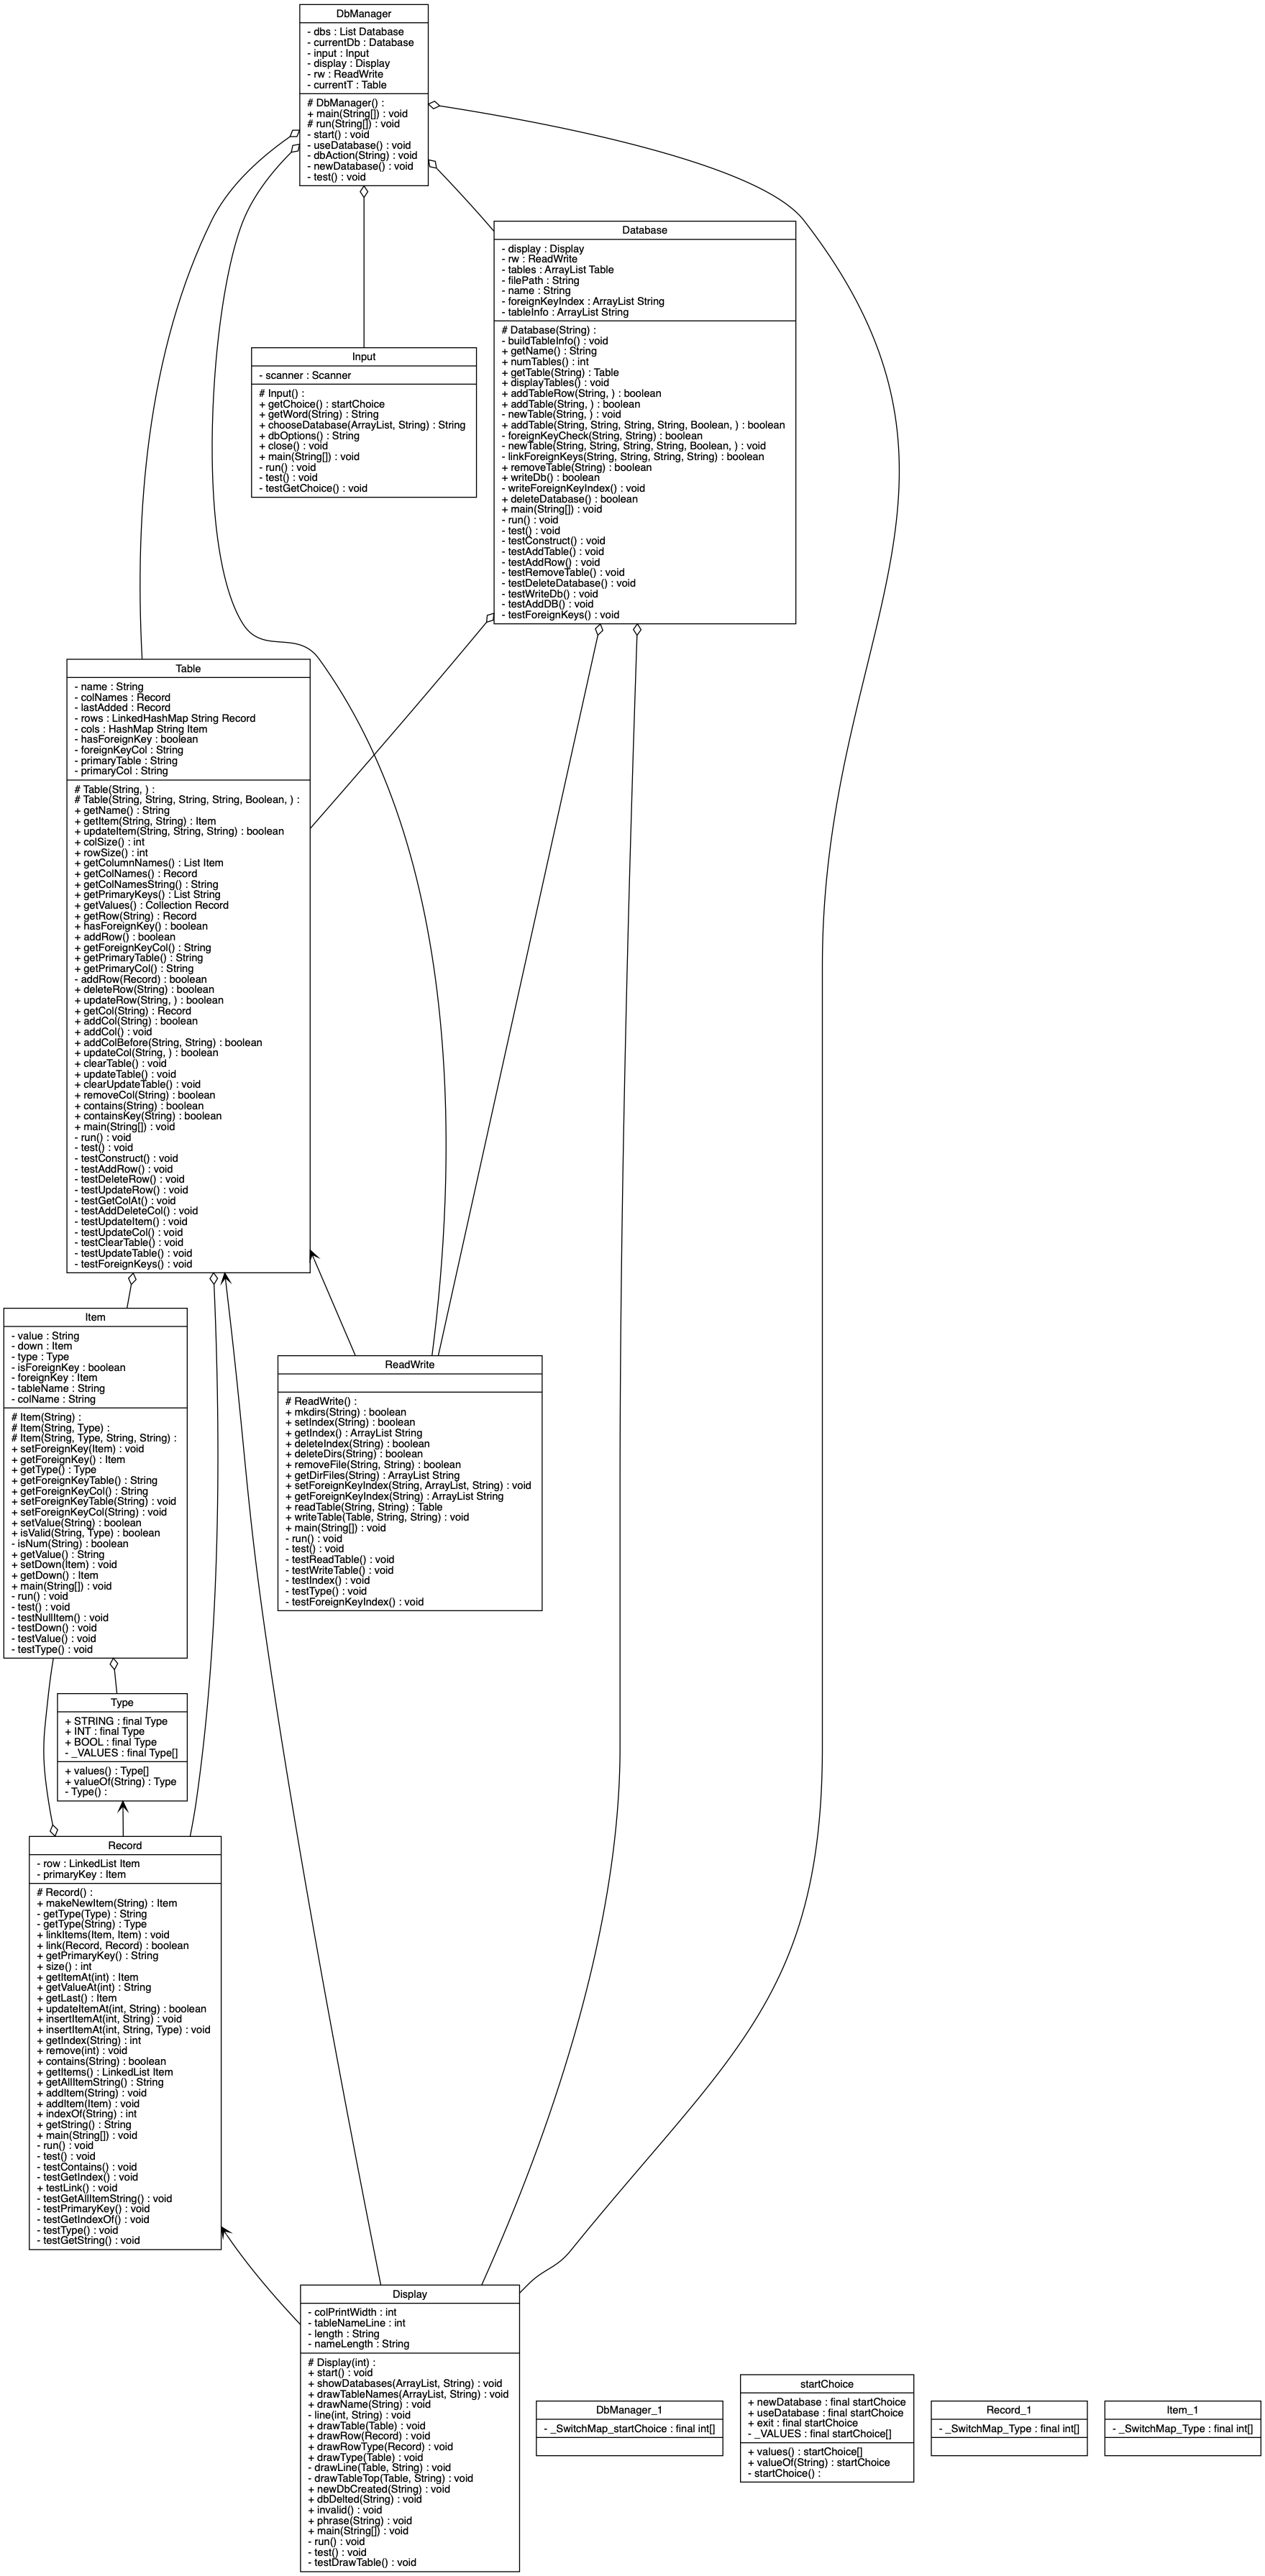 DbManager
- dbs : List Database
- currentDb : Database
- input : Input
- display : Display
- rw : ReadWrite
- currentT : Table
# DbManager() :
+ main(String[]) : void
# run(String[]) : void
- start() : void
- useDatabase() : void
- dbAction(String) : void
- newDatabase() : void
- test() : void
Database
- display : Display
- rw : ReadWrite
- tables : ArrayList Table
- filePath : String
- name : String
- foreignKeyIndex : ArrayList String
- tableInfo : ArrayList String
# Database(String) :
- buildTableInfo() : void
+ getName() : String
+ numTables() : int
+ getTable(String) : Table
+ displayTables() : void
+ addTableRow(String, ) : boolean
+ addTable(String, ) : boolean
- newTable(String, ) : void
+ addTable(String, String, String, String, Boolean, ) : boolean
- foreignKeyCheck(String, String) : boolean
- newTable(String, String, String, String, Boolean, ) : void
- linkForeignKeys(String, String, String, String) : boolean
+ removeTable(String) : boolean
+ writeDb() : boolean
- writeForeignKeyIndex() : void
+ deleteDatabase() : boolean
+ main(String[]) : void
- run() : void
- test() : void
- testConstruct() : void
- testAddTable() : void
- testAddRow() : void
- testRemoveTable() : void
- testDeleteDatabase() : void
- testWriteDb() : void
- testAddDB() : void
- testForeignKeys() : void
Input
- scanner : Scanner
# Input() :
+ getChoice() : startChoice
+ getWord(String) : String
+ chooseDatabase(ArrayList, String) : String
+ dbOptions() : String
+ close() : void
+ main(String[]) : void
- run() : void
- test() : void
- testGetChoice() : void
Table
- name : String
- colNames : Record
- lastAdded : Record
- rows : LinkedHashMap String Record
- cols : HashMap String Item
- hasForeignKey : boolean
- foreignKeyCol : String
- primaryTable : String
- primaryCol : String
# Table(String, ) :
# Table(String, String, String, String, Boolean, ) :
+ getName() : String
+ getItem(String, String) : Item
+ updateItem(String, String, String) : boolean
+ colSize() : int
+ rowSize() : int
+ getColumnNames() : List Item
+ getColNames() : Record
+ getColNamesString() : String
+ getPrimaryKeys() : List String
+ getValues() : Collection Record
+ getRow(String) : Record
+ hasForeignKey() : boolean
+ addRow() : boolean
+ getForeignKeyCol() : String
+ getPrimaryTable() : String
+ getPrimaryCol() : String
- addRow(Record) : boolean
+ deleteRow(String) : boolean
+ updateRow(String, ) : boolean
+ getCol(String) : Record
+ addCol(String) : boolean
+ addCol() : void
+ addColBefore(String, String) : boolean
+ updateCol(String, ) : boolean
+ clearTable() : void
+ updateTable() : void
+ clearUpdateTable() : void
+ removeCol(String) : boolean
+ contains(String) : boolean
+ containsKey(String) : boolean
+ main(String[]) : void
- run() : void
- test() : void
- testConstruct() : void
- testAddRow() : void
- testDeleteRow() : void
- testUpdateRow() : void
- testGetColAt() : void
- testAddDeleteCol() : void
- testUpdateItem() : void
- testUpdateCol() : void
- testClearTable() : void
- testUpdateTable() : void
- testForeignKeys() : void
Item
- value : String
- down : Item
- type : Type
- isForeignKey : boolean
- foreignKey : Item
- tableName : String
- colName : String
# Item(String) :
# Item(String, Type) :
# Item(String, Type, String, String) :
+ setForeignKey(Item) : void
+ getForeignKey() : Item
+ getType() : Type
+ getForeignKeyTable() : String
+ getForeignKeyCol() : String
+ setForeignKeyTable(String) : void
+ setForeignKeyCol(String) : void
+ setValue(String) : boolean
+ isValid(String, Type) : boolean
- isNum(String) : boolean
+ getValue() : String
+ setDown(Item) : void
+ getDown() : Item
+ main(String[]) : void
- run() : void
- test() : void
- testNullItem() : void
- testDown() : void
- testValue() : void
- testType() : void
ReadWrite
# ReadWrite() :
+ mkdirs(String) : boolean
+ setIndex(String) : boolean
+ getIndex() : ArrayList String
+ deleteIndex(String) : boolean
+ deleteDirs(String) : boolean
+ removeFile(String, String) : boolean
+ getDirFiles(String) : ArrayList String
+ setForeignKeyIndex(String, ArrayList, String) : void
+ getForeignKeyIndex(String) : ArrayList String
+ readTable(String, String) : Table
+ writeTable(Table, String, String) : void
+ main(String[]) : void
- run() : void
- test() : void
- testReadTable() : void
- testWriteTable() : void
- testIndex() : void
- testType() : void
- testForeignKeyIndex() : void
Type
+ STRING : final Type
+ INT : final Type
+ BOOL : final Type
- _VALUES : final Type[]
+ values() : Type[]
+ valueOf(String) : Type
- Type() :
Record
- row : LinkedList Item
- primaryKey : Item
# Record() :
+ makeNewItem(String) : Item
- getType(Type) : String
- getType(String) : Type
+ linkItems(Item, Item) : void
+ link(Record, Record) : boolean
+ getPrimaryKey() : String
+ size() : int
+ getItemAt(int) : Item
+ getValueAt(int) : String
+ getLast() : Item
+ updateItemAt(int, String) : boolean
+ insertItemAt(int, String) : void
+ insertItemAt(int, String, Type) : void
+ getIndex(String) : int
+ remove(int) : void
+ contains(String) : boolean
+ getItems() : LinkedList Item
+ getAllItemString() : String
+ addItem(String) : void
+ addItem(Item) : void
+ indexOf(String) : int
+ getString() : String
+ main(String[]) : void
- run() : void
- test() : void
- testContains() : void
- testGetIndex() : void
+ testLink() : void
- testGetAllItemString() : void
- testPrimaryKey() : void
- testGetIndexOf() : void
- testType() : void
- testGetString() : void
Display
- colPrintWidth : int
- tableNameLine : int
- length : String
- nameLength : String
# Display(int) :
+ start() : void
+ showDatabases(ArrayList, String) : void
+ drawTableNames(ArrayList, String) : void
+ drawName(String) : void
- line(int, String) : void
+ drawTable(Table) : void
+ drawRow(Record) : void
+ drawRowType(Record) : void
+ drawType(Table) : void
- drawLine(Table, String) : void
- drawTableTop(Table, String) : void
+ newDbCreated(String) : void
+ dbDelted(String) : void
+ invalid() : void
+ phrase(String) : void
+ main(String[]) : void
- run() : void
- test() : void
- testDrawTable() : void
DbManager_1
- _SwitchMap_startChoice : final int[]
startChoice
+ newDatabase : final startChoice
+ useDatabase : final startChoice
+ exit : final startChoice
- _VALUES : final startChoice[]
+ values() : startChoice[]
+ valueOf(String) : startChoice
- startChoice() :
Record_1
- _SwitchMap_Type : final int[]
Item_1
- _SwitchMap_Type : final int[]